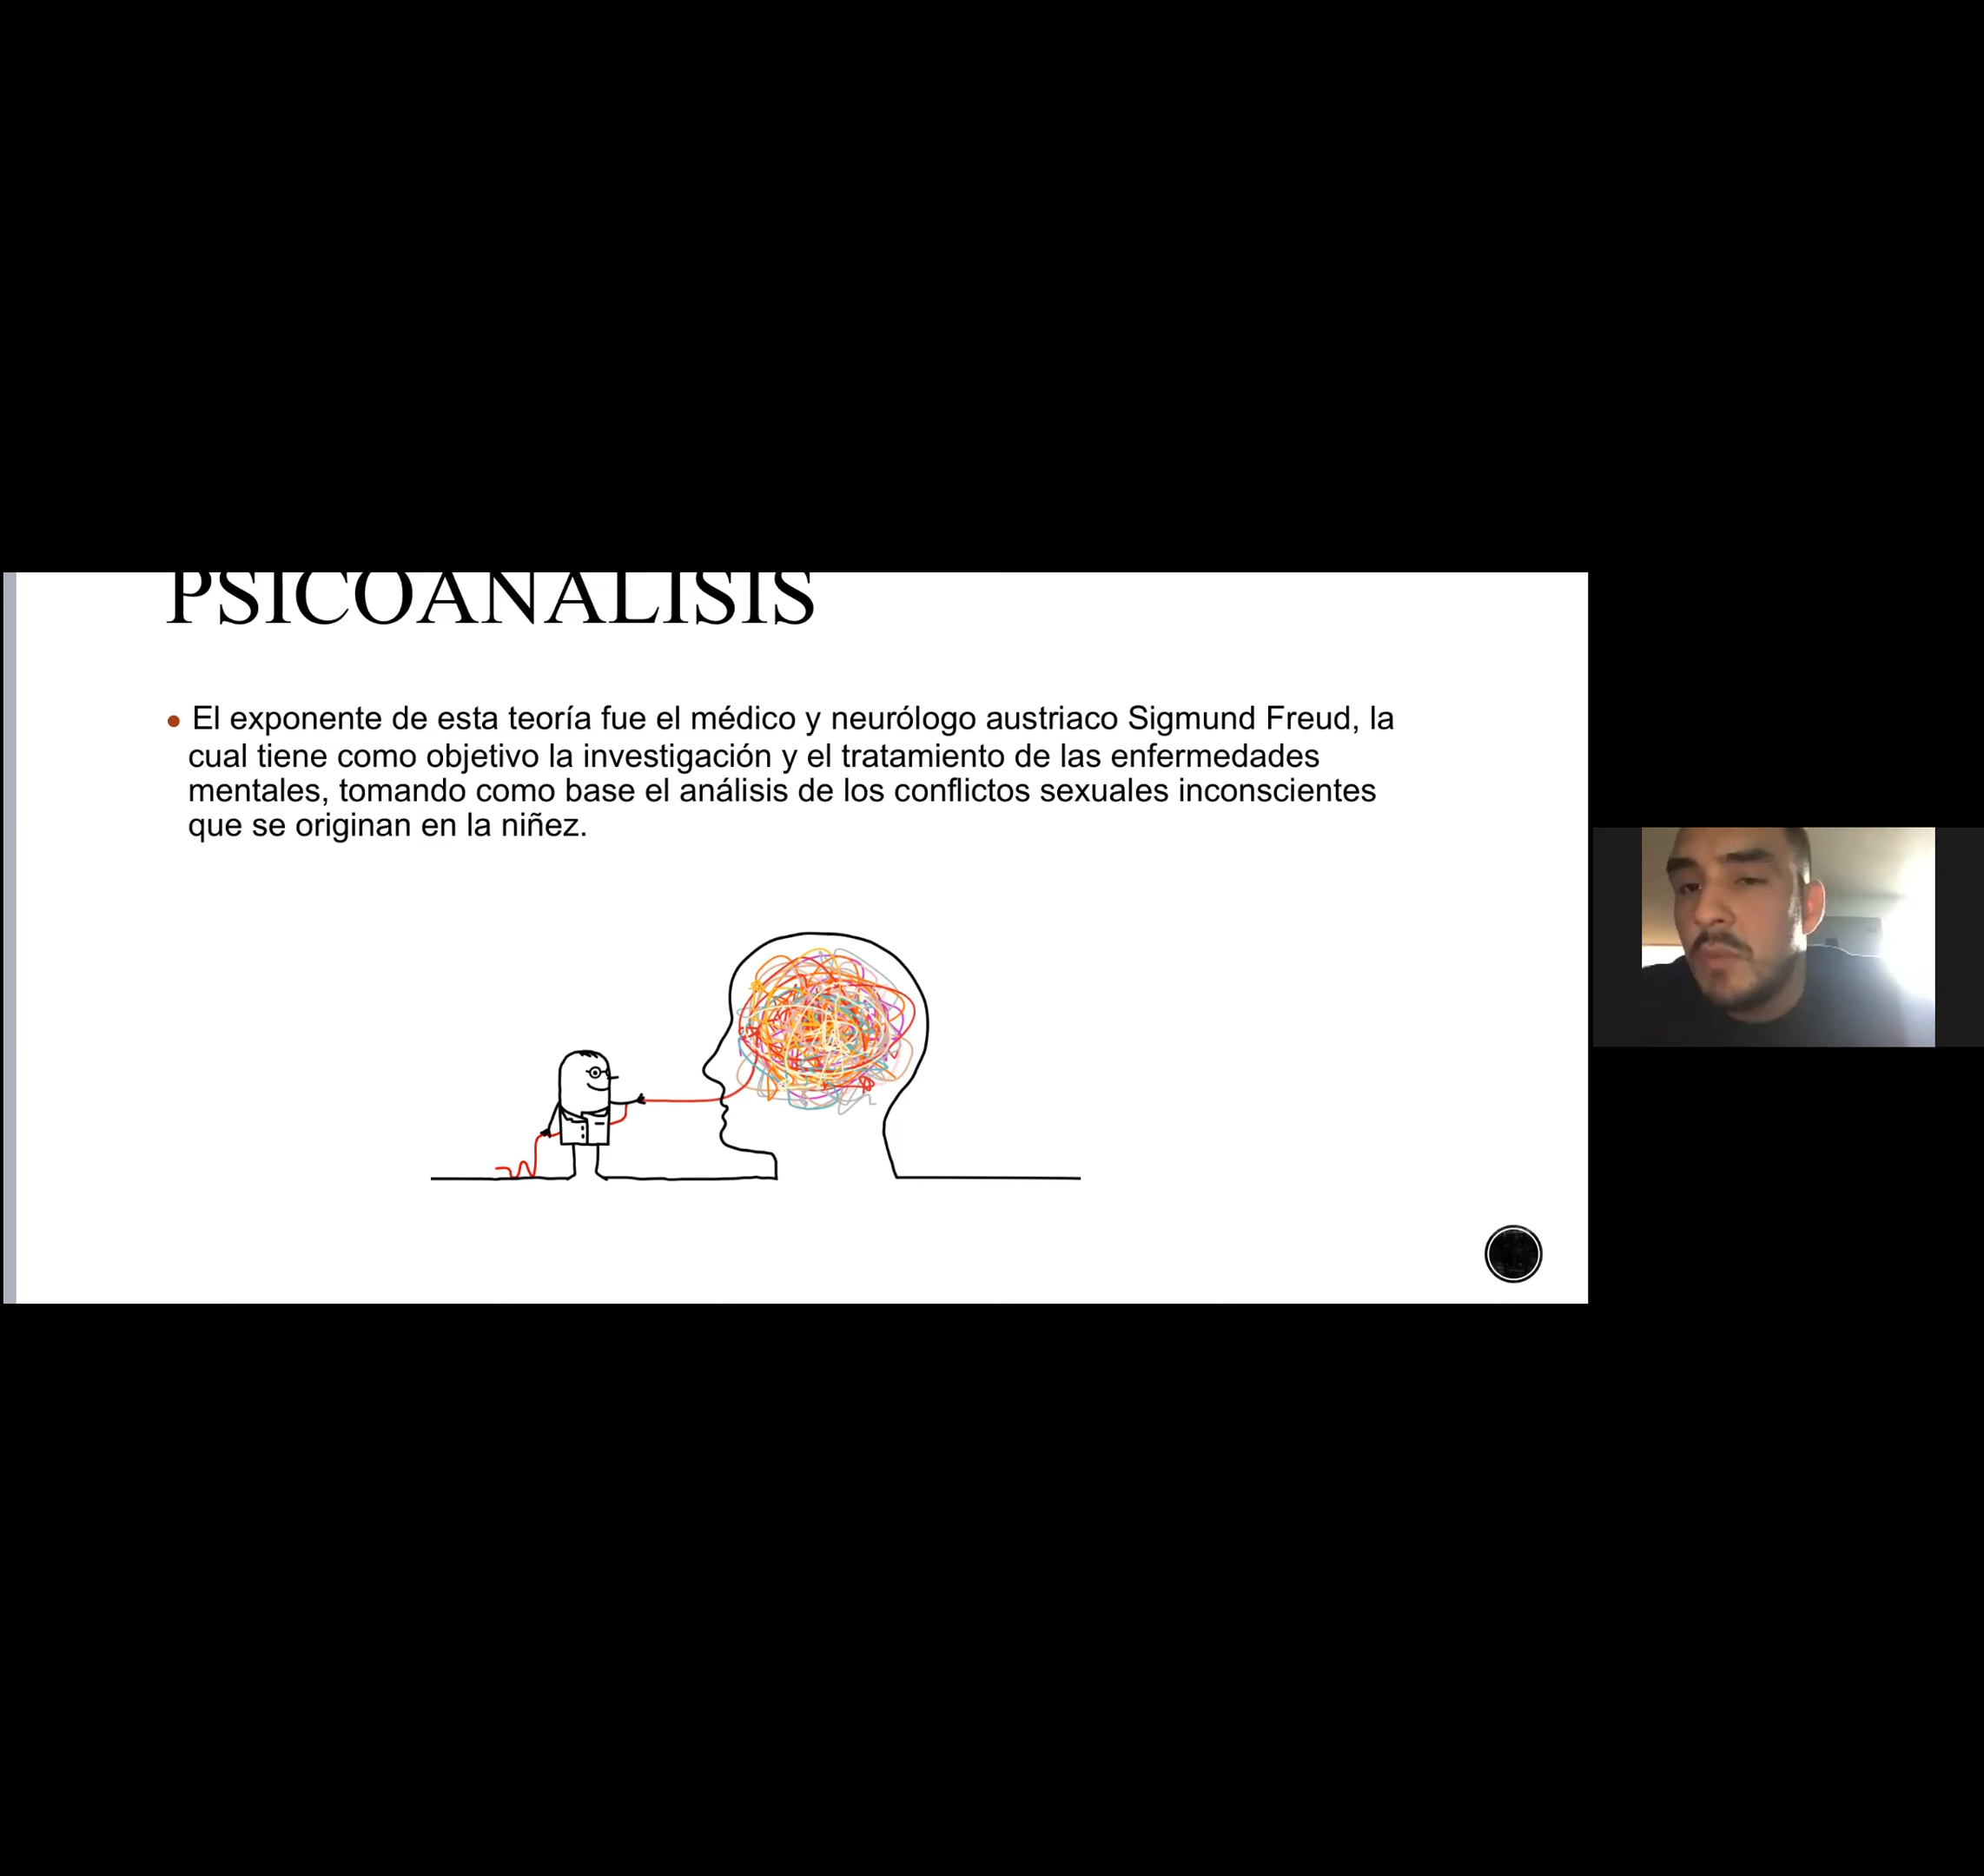 PSICOANALISIS
• El exponente de esta teoría fue el médico y neurólogo austriaco Sigmund Freud, la
cual tiene como objetivo la investigación y el tratamiento de las enfermedades
mentales, tomando como base el análisis de los conflictos sexuales inconscientes
que se originan en la niñez.